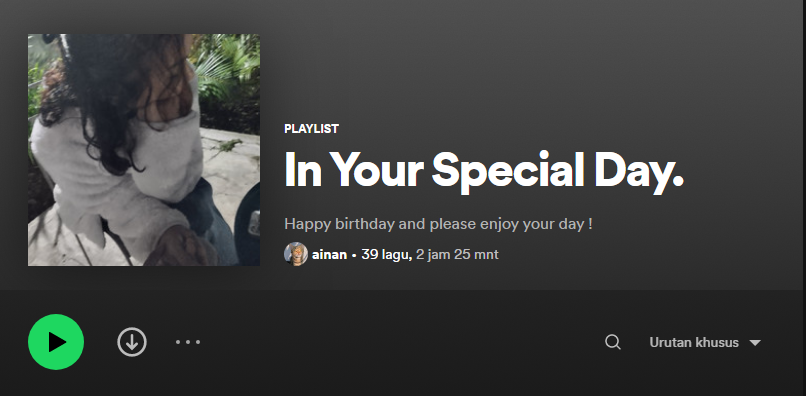 PLAYLIST
In Your Special Day.
Happy birthday and please enjoy your day !
ainan • 39 lagu, 2 jam 25 mnt
Urutan khusus